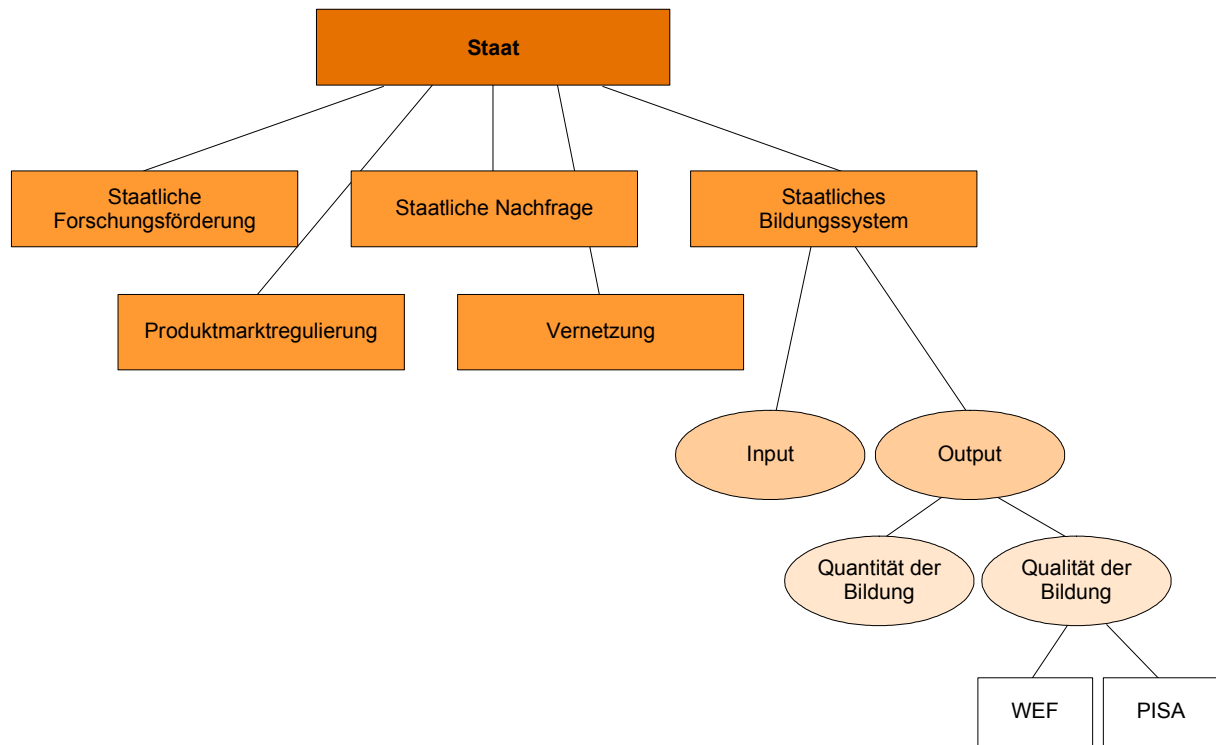 Staat
Staatliche
Forschungsförderung
Staatliche Nachfrage
Staatliches
Bildungssystem
Produktmarktregulierung
Vernetzung
Input
Output
Quantität der
Bildung
Qualität der
Bildung
WEF
PISA